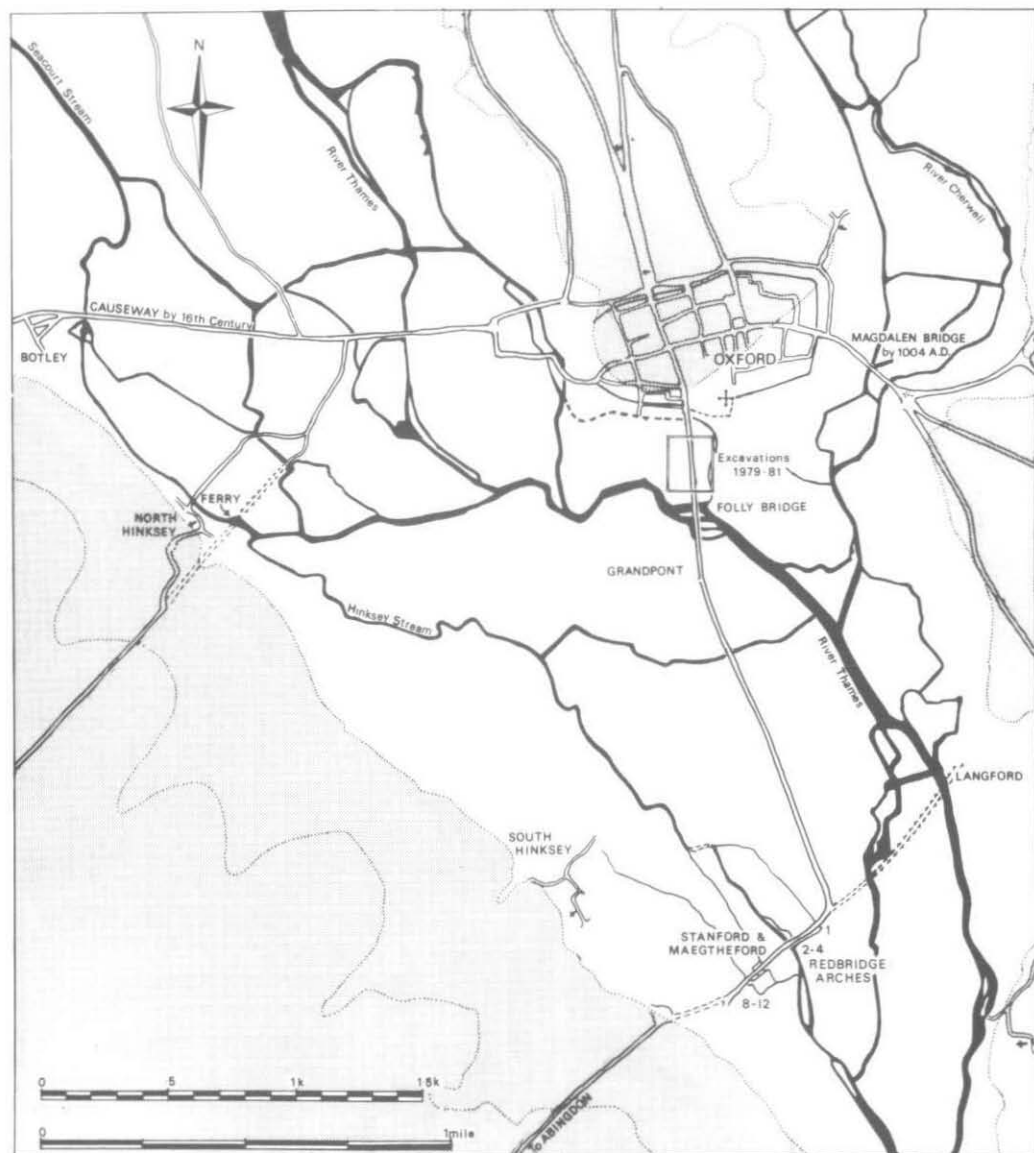 N
Seacourt Stream
River Thames
River Cherwell
CAUSEWAY by 16th Century
BOTLEY
MAGDALEN BRIDGE
by 1004 A.D.
OXFORD
Excavations
1979-81
FERRY
NORTH
HINKSEY
FOLLY BRIDGE
GRANDPONT
Hinksey Stream
River Thames
LANGFORD
SOUTH
HINKSEY
STANFORD &
MAEGTHEFORD
1
2-4
REDBRIDGE
ARCHES
8-12
0 ·5 1k 1·5k
0 1mile
to ABINGDON